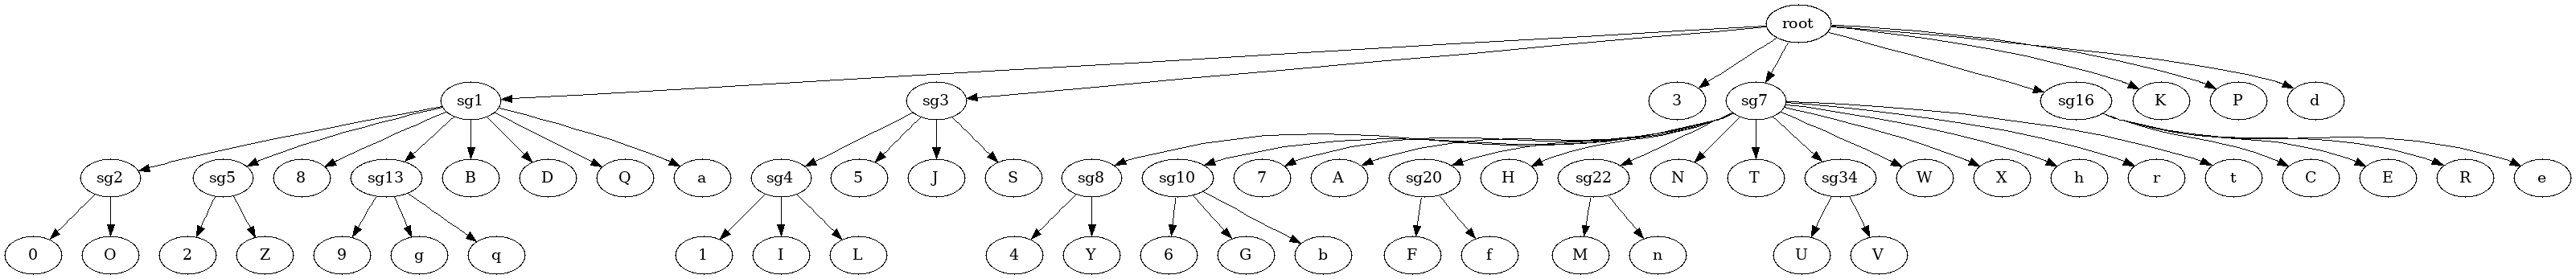 root
sg1 sg3 3 sg7 sg16 K P d
sg2 sg5 8 sg13 B D Q a sg4 5 J S sg8 sg10 7 A sg20 H sg22 N T sg34 W X h r t C E R e
0 O 2 Z 9 g q 1 I L 4 Y 6 G b F f M n U V